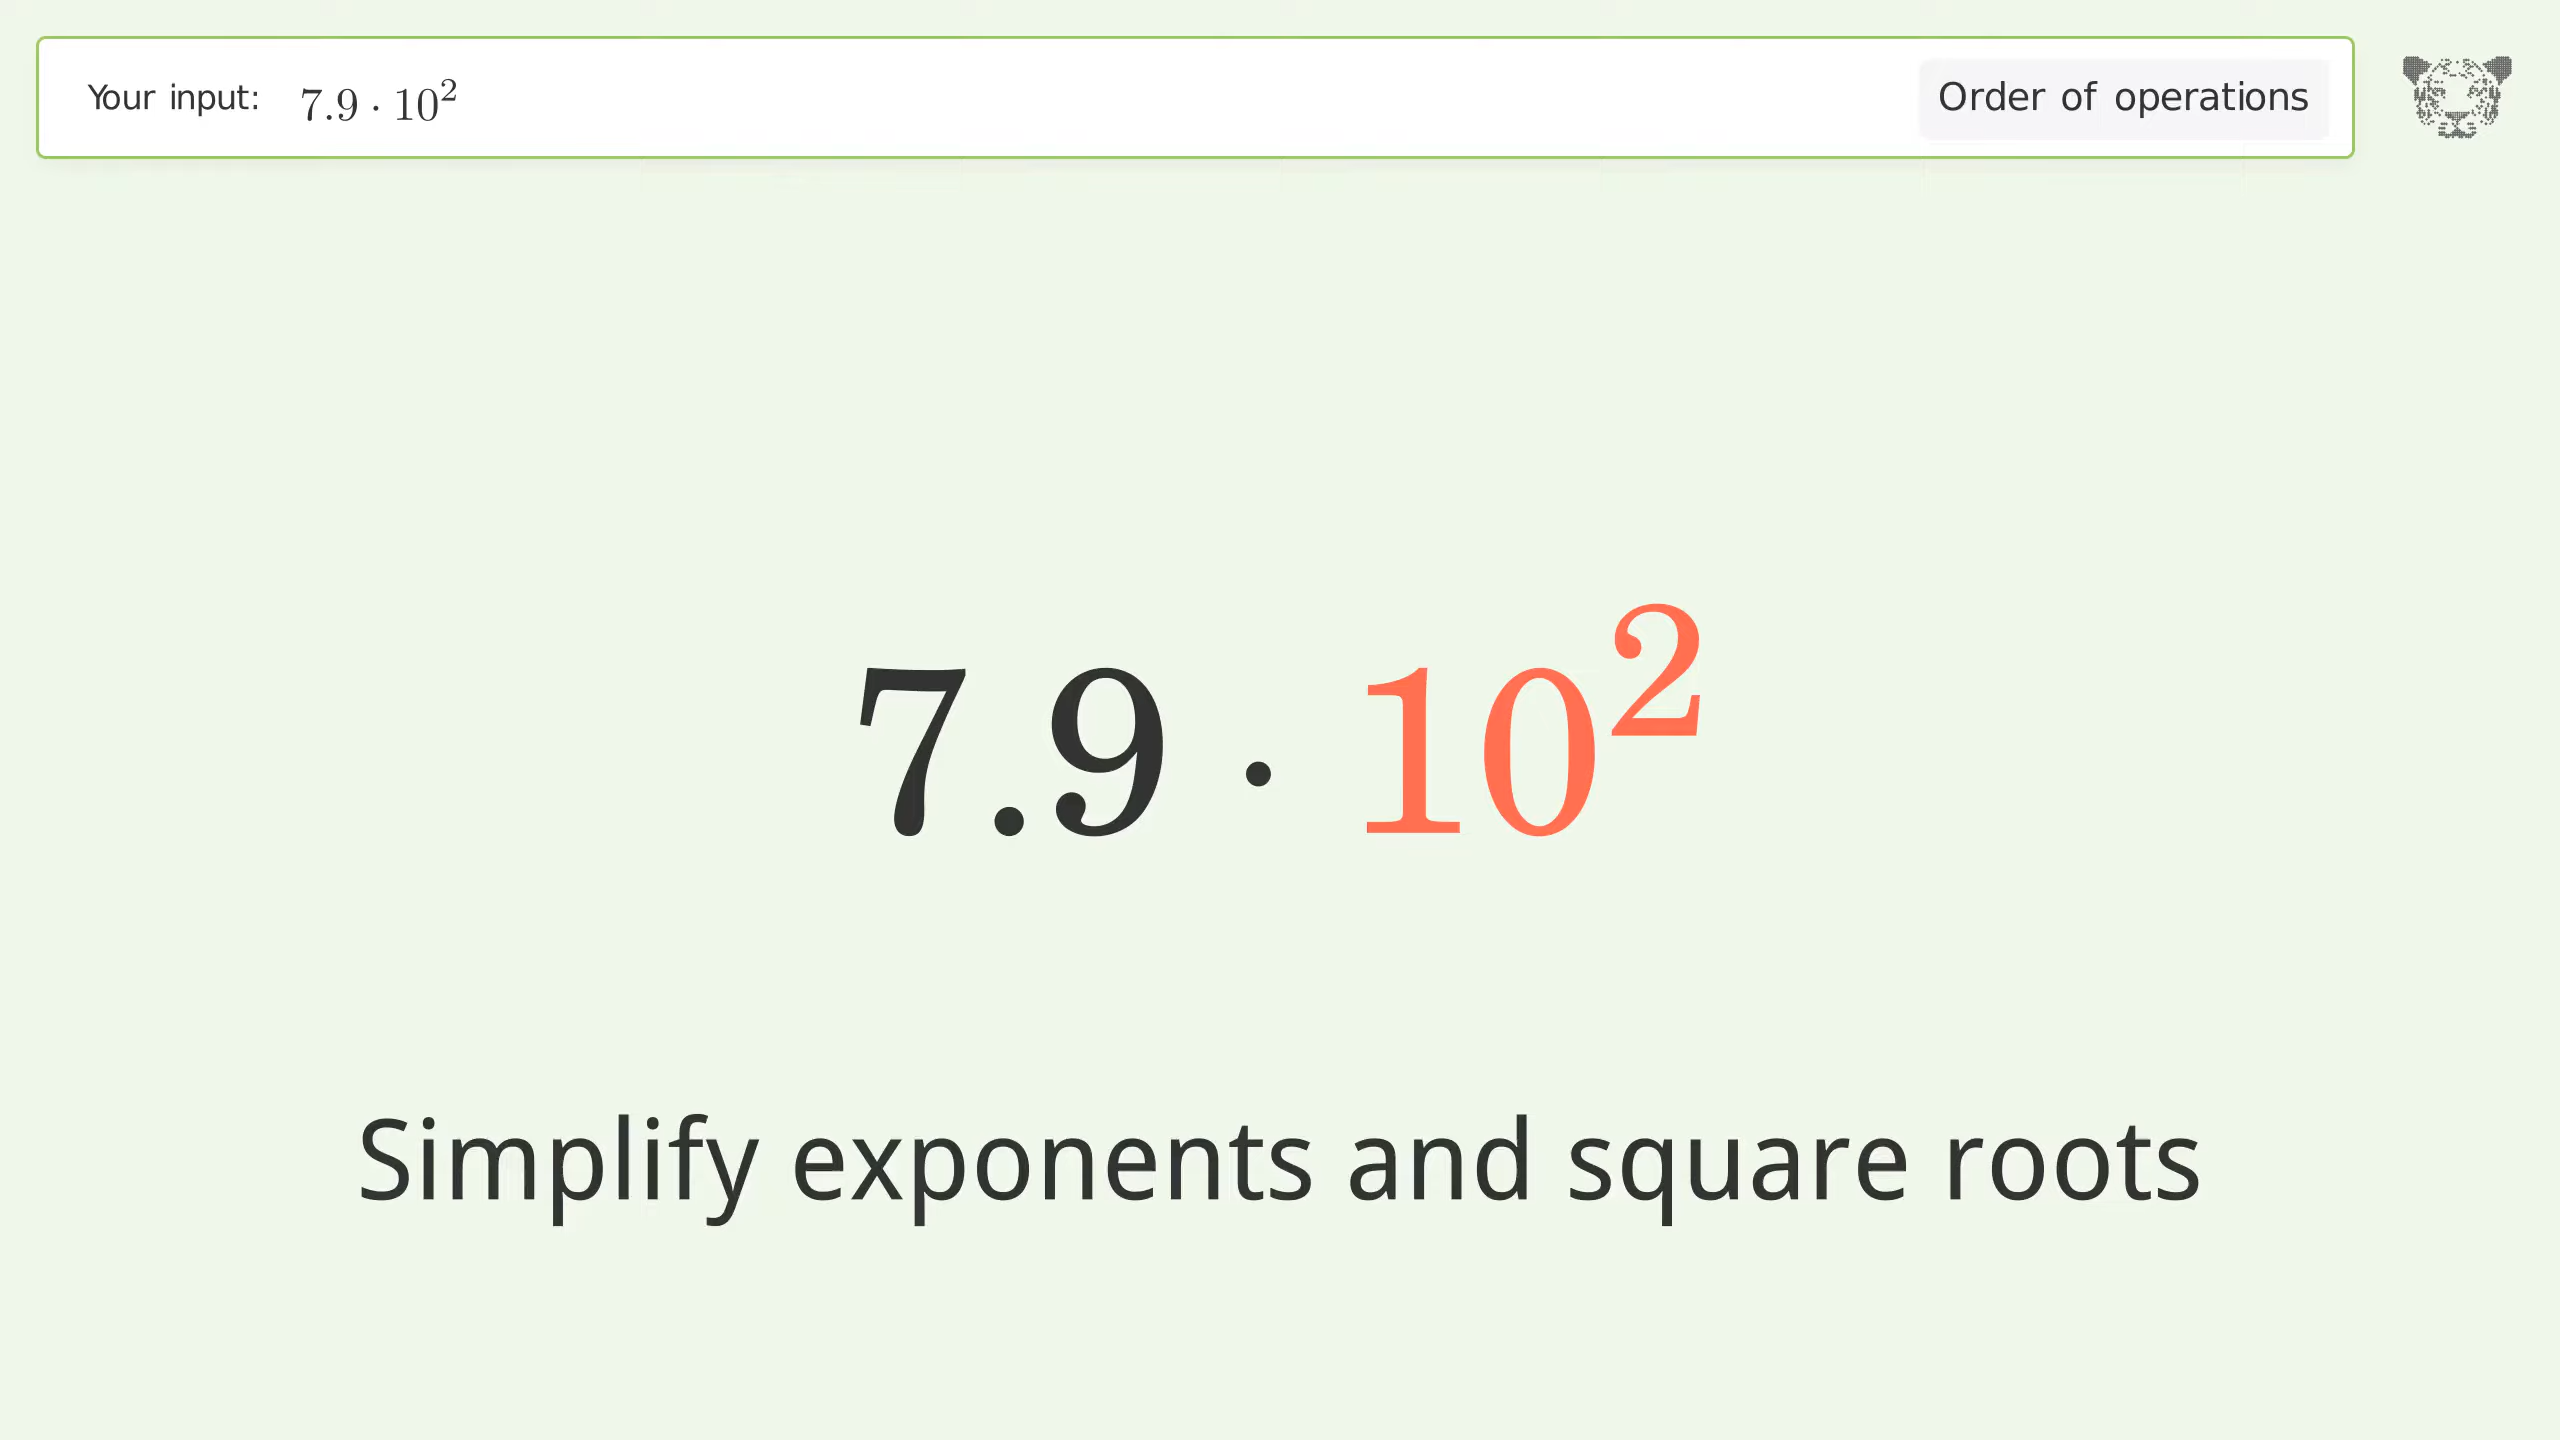 Your input: 7.9 · 10² Order of operations
7.9 · 10²
Simplify exponents and square roots